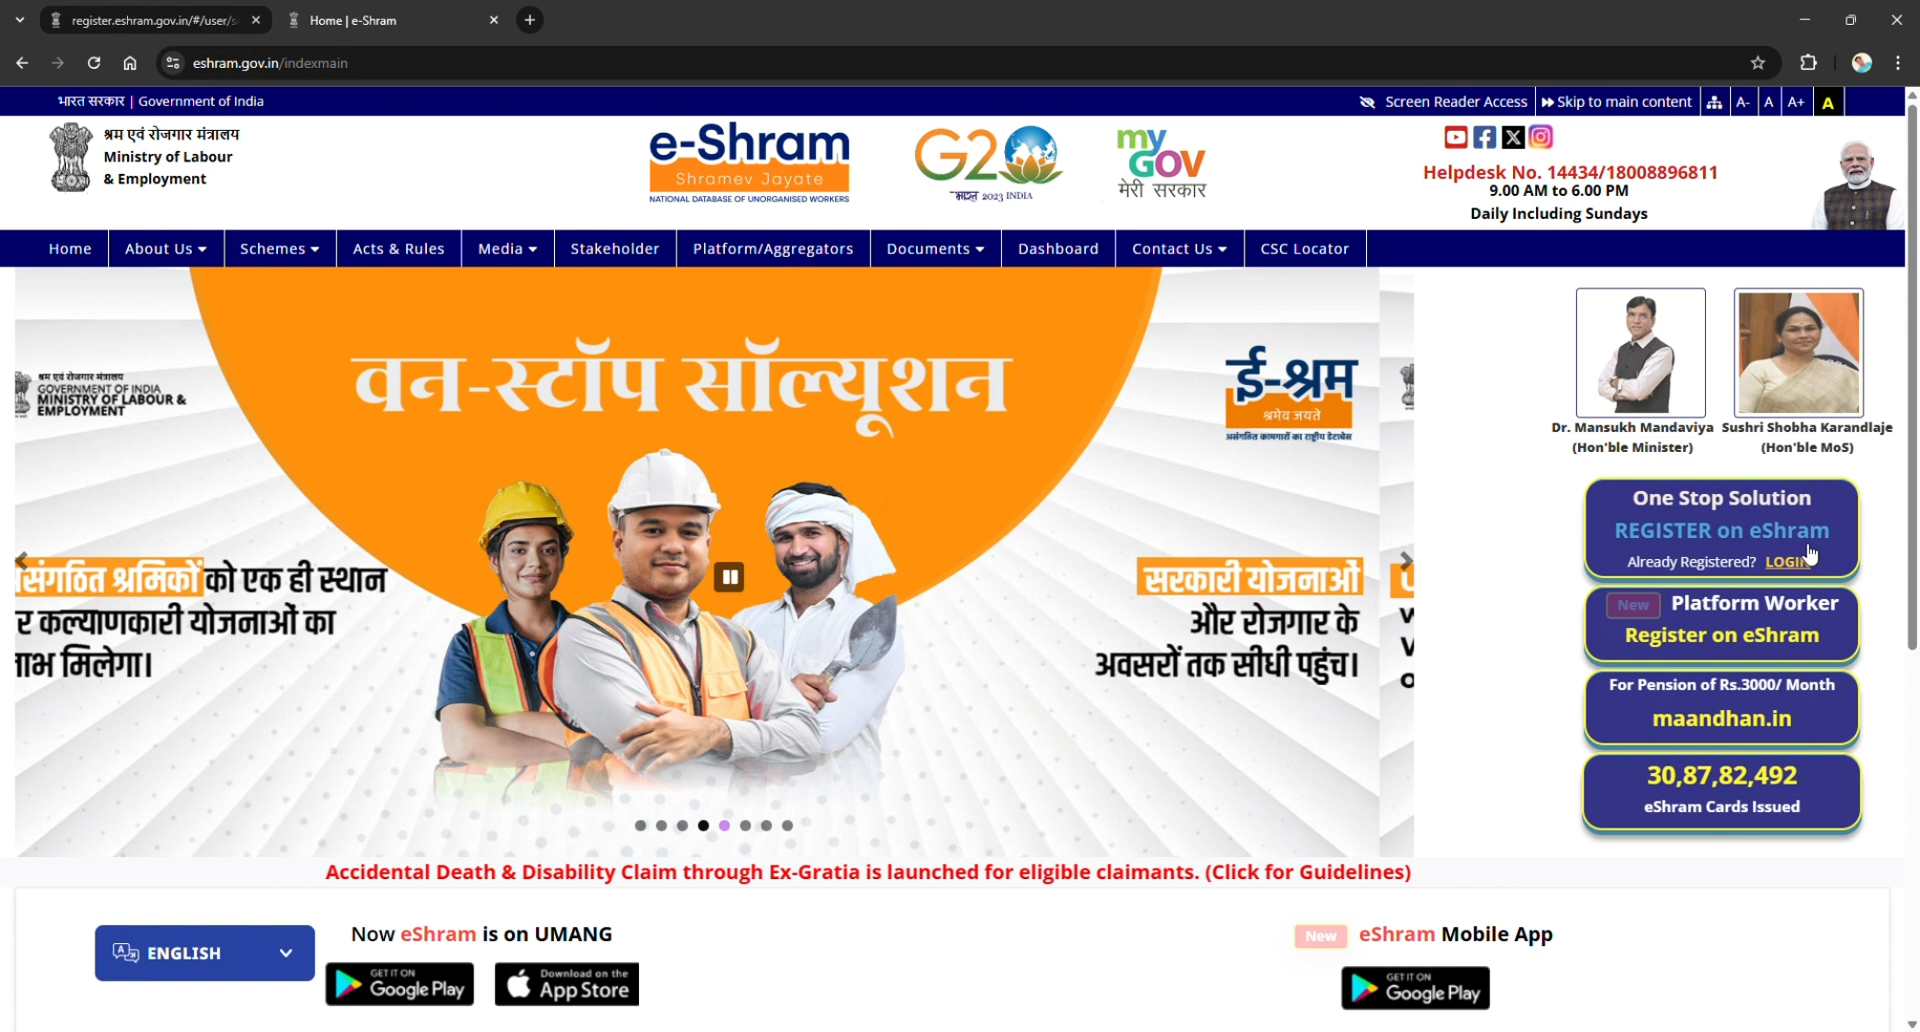 register.eshram.gov.in/#/user/s
Home | e-Shram
eshram.gov.in/indexmain
भारत सरकार | Government of India
Screen Reader Access
Skip to main content
A-
A
A+
A
श्रम एवं रोजगार मंत्रालय
Ministry of Labour
& Employment
e-Shram
Shramev Jayate
NATIONAL DATABASE OF UNORGANISED WORKERS
G20
भारत 2023 INDIA
my
GOV
मेरी सरकार
Helpdesk No. 14434/18008896811
9.00 AM to 6.00 PM
Daily Including Sundays
Home
About Us
Schemes
Acts & Rules
Media
Stakeholder
Platform/Aggregators
Documents
Dashboard
Contact Us
CSC Locator
श्रम एवं रोजगार मंत्रालय
GOVERNMENT OF INDIA
MINISTRY OF LABOUR &
EMPLOYMENT
वन-स्टॉप सॉल्यूशन
ई-श्रम
श्रमेव जयते
असंगठित कामगारों का राष्ट्रीय डेटाबेस
संगठित श्रमिकों को एक ही स्थान
र कल्याणकारी योजनाओं का
ाभ मिलेगा।
सरकारी योजनाओं
और रोजगार के
अवसरों तक सीधी पहुंच।
Dr. Mansukh Mandaviya
(Hon'ble Minister)
Sushri Shobha Karandlaje
(Hon'ble MoS)
One Stop Solution
REGISTER on eShram
Already Registered? LOGIN
New Platform Worker
Register on eShram
For Pension of Rs.3000/ Month
maandhan.in
30,87,82,492
eShram Cards Issued
Accidental Death & Disability Claim through Ex-Gratia is launched for eligible claimants. (Click for Guidelines)
ENGLISH
Now eShram is on UMANG
GET IT ON
Google Play
Download on the
App Store
New eShram Mobile App
GET IT ON
Google Play